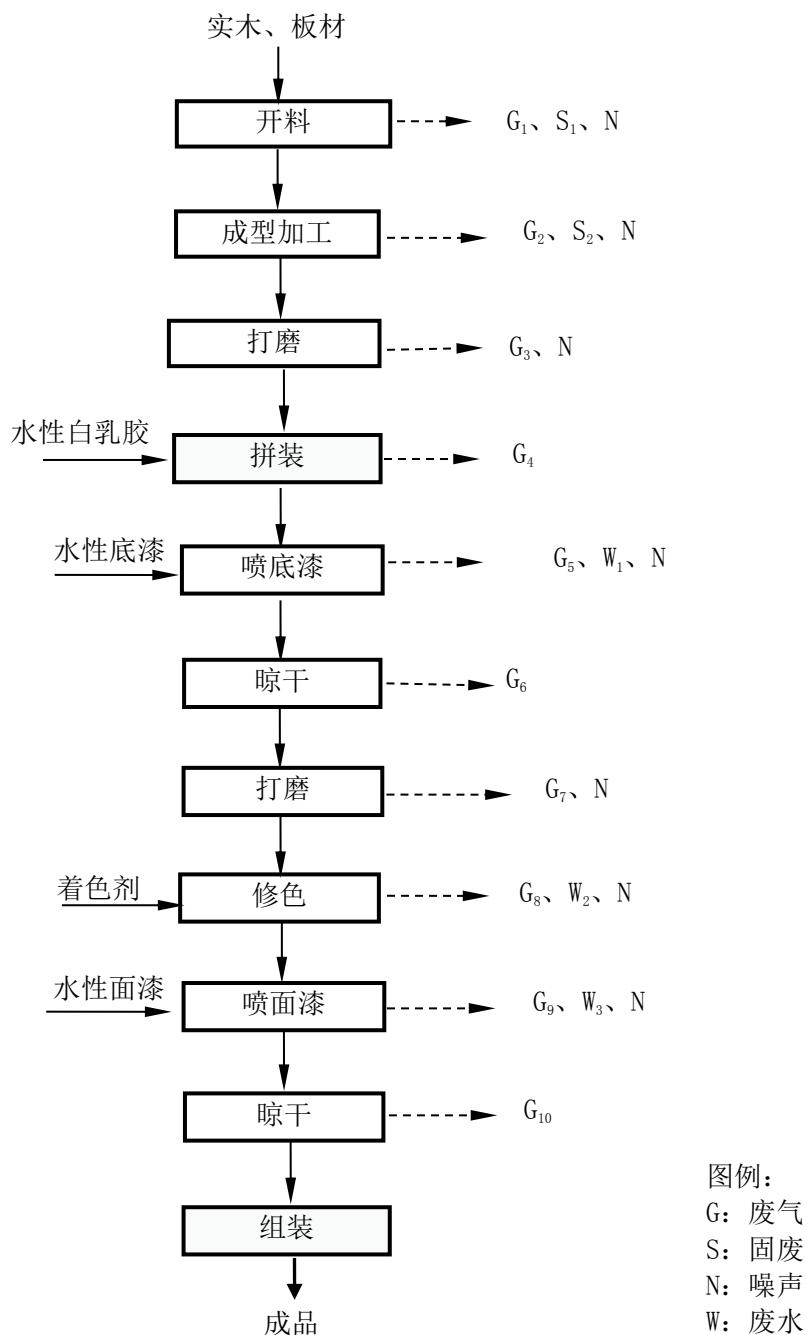 实木、板材
开料
G₁、S₁、N
成型加工
G₂、S₂、N
打磨
G₃、N
水性白乳胶
拼装
G₄
水性底漆
喷底漆
G₅、W₁、N
晾干
G₆
打磨
G₇、N
着色剂
修色
G₈、W₂、N
水性面漆
喷面漆
G₉、W₃、N
晾干
G₁₀
组装
成品
图例：
G：废气
S：固废
N：噪声
W：废水